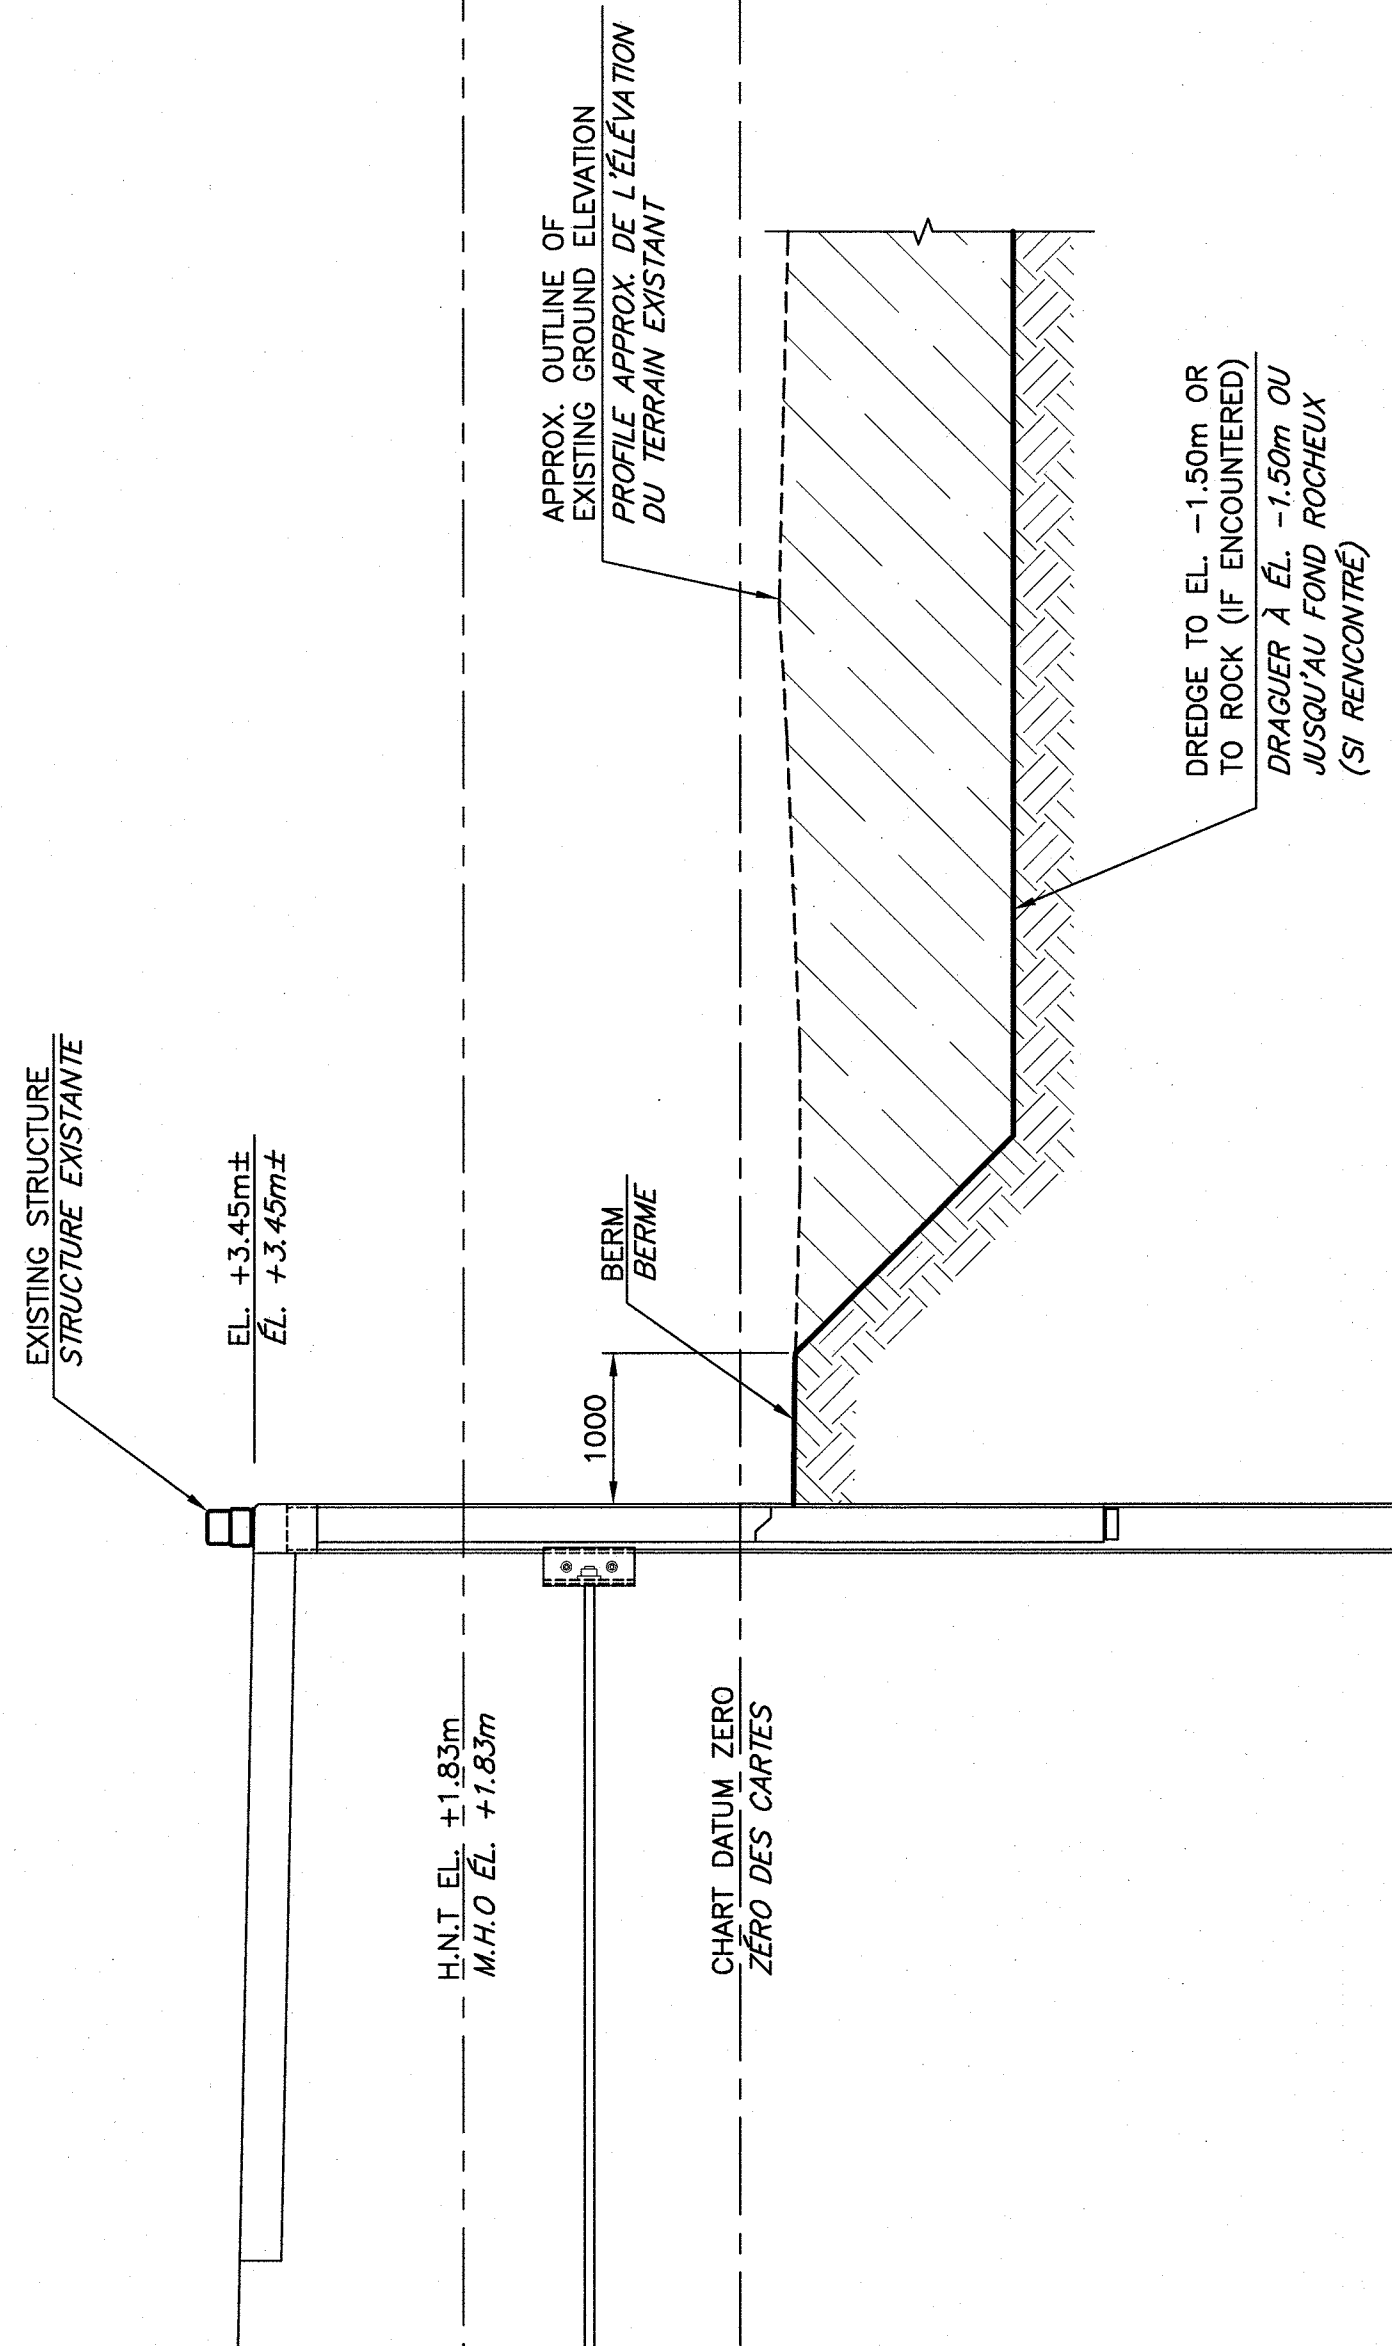 EXISTING STRUCTURE
STRUCTURE EXISTANTE
EL. +3.45m±
ÉL. +3.45m±
H.N.T EL. +1.83m
M.H.O ÉL. +1.83m
1000
BERM
BERME
APPROX. OUTLINE OF
EXISTING GROUND ELEVATION
PROFILE APPROX. DE L'ÉLÉVATION
DU TERRAIN EXISTANT
CHART DATUM ZERO
ZÉRO DES CARTES
DREDGE TO EL. -1.50m OR
TO ROCK (IF ENCOUNTERED)
DRAGUER À ÉL. -1.50m OU
JUSQU'AU FOND ROCHEUX
(SI RENCONTRÉ)